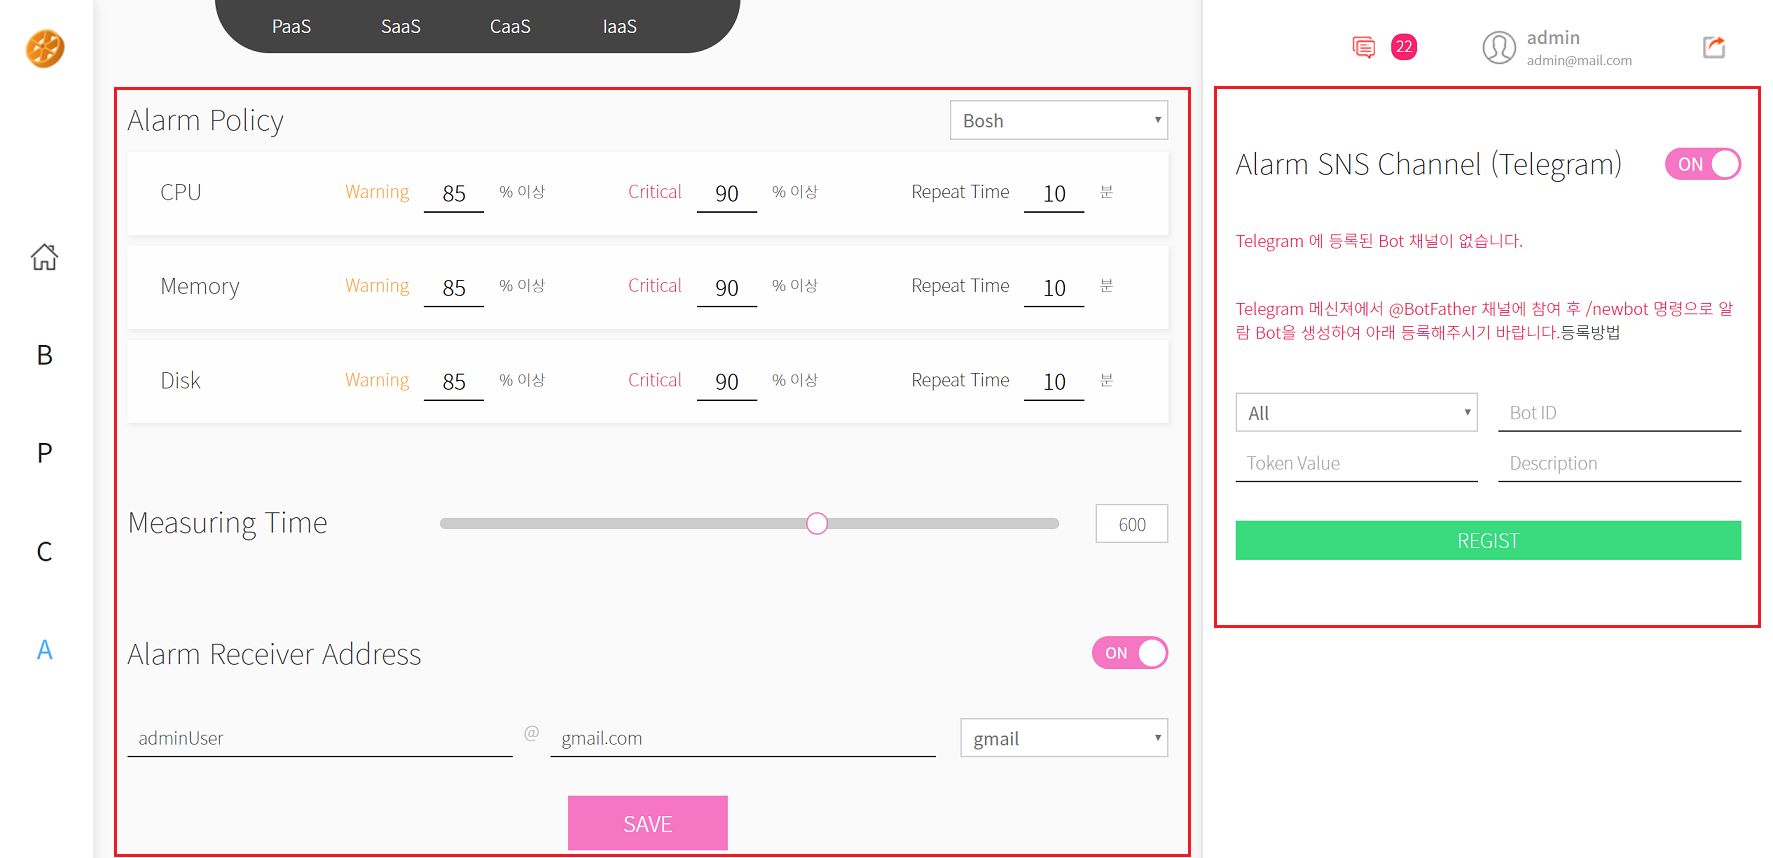 PaaS SaaS CaaS IaaS
22
admin
admin@mail.com
B
P
C
A
Alarm Policy Bosh
CPU Warning 85 % 이상 Critical 90 % 이상 Repeat Time 10 분
Memory Warning 85 % 이상 Critical 90 % 이상 Repeat Time 10 분
Disk Warning 85 % 이상 Critical 90 % 이상 Repeat Time 10 분
Measuring Time 600
Alarm Receiver Address ON
adminUser @ gmail.com gmail
SAVE
Alarm SNS Channel (Telegram) ON
Telegram 에 등록된 Bot 채널이 없습니다.
Telegram 메신져에서 @BotFather 채널에 참여 후 /newbot 명령으로 알
람 Bot을 생성하여 아래 등록해주시기 바랍니다.등록방법
All Bot ID
Token Value Description
REGIST